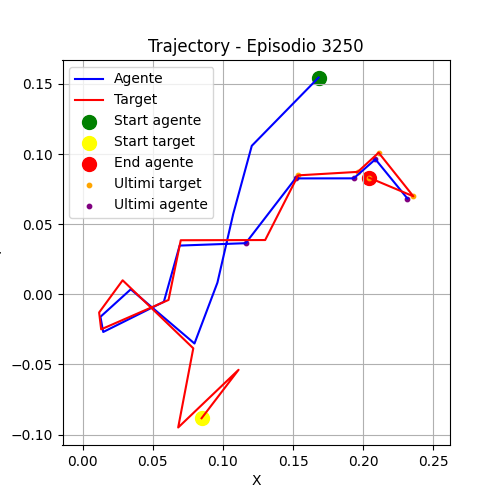 Trajectory - Episodio 3250
Agente
Target
Start agente
Start target
End agente
Ultimi target
Ultimi agente
0.15
0.10
0.05
0.00
−0.05
−0.10
0.00
0.05
0.10
0.15
0.20
0.25
X